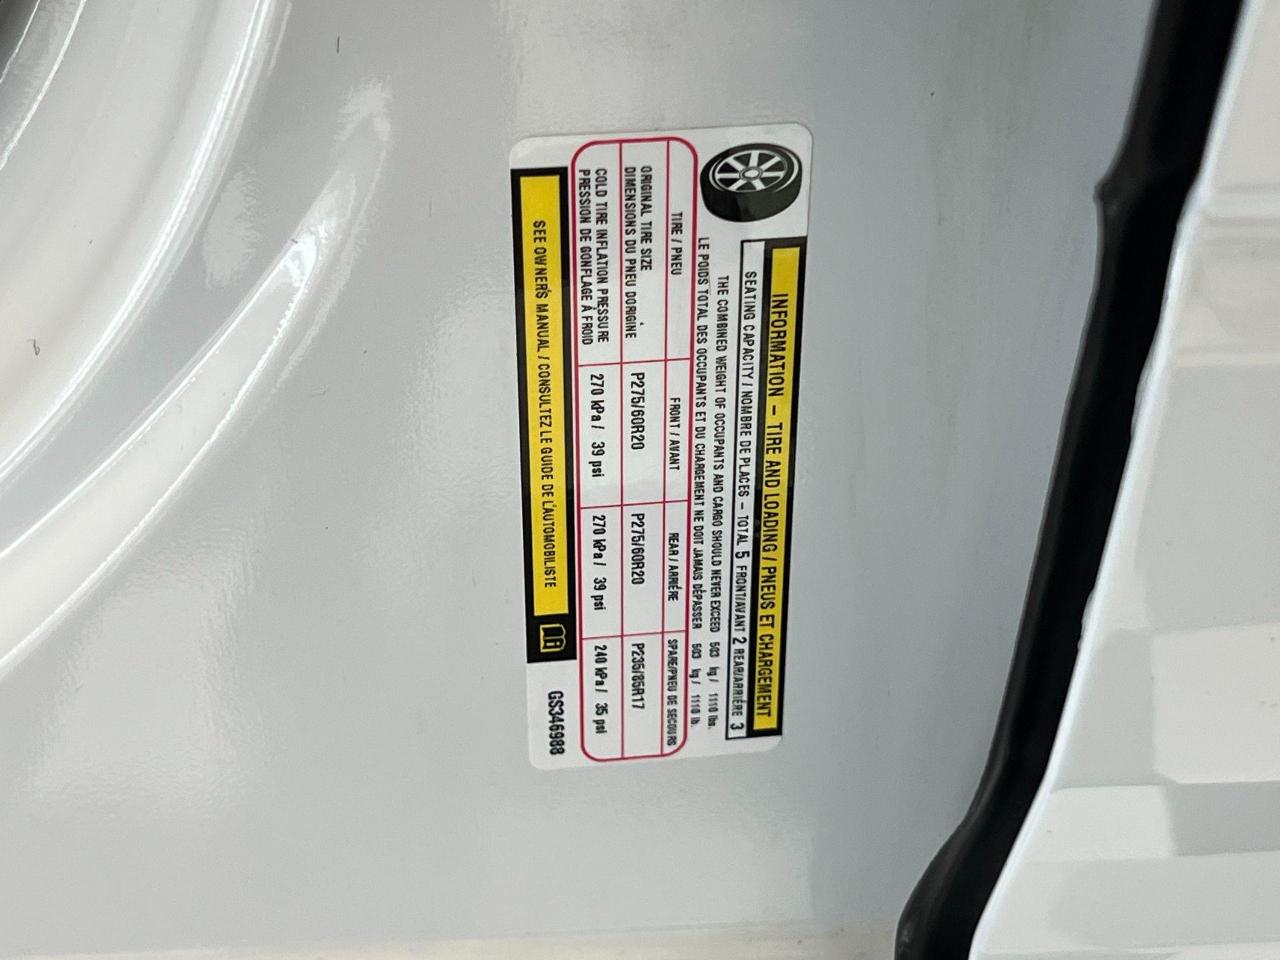 INFORMATION – TIRE AND LOADING / PNEUS ET CHARGEMENT
SEATING CAPACITY / NOMBRE DE PLACES – TOTAL 5 FRONT/AVANT 2 REAR/ARRIÈRE 3
THE COMBINED WEIGHT OF OCCUPANTS AND CARGO SHOULD NEVER EXCEED 503 kg / 1110 lbs.
LE POIDS TOTAL DES OCCUPANTS ET DU CHARGEMENT NE DOIT JAMAIS DÉPASSER 503 kg / 1110 lb.
TIRE / PNEU FRONT / AVANT REAR / ARRIÈRE SPARE/PNEU DE SECOURS
ORIGINAL TIRE SIZE
DIMENSIONS DU PNEU D'ORIGINE P275/60R20 P275/60R20 P235/85R17
COLD TIRE INFLATION PRESSURE
PRESSION DE GONFLAGE À FROID 270 kPa / 39 psi 270 kPa / 39 psi 240 kPa / 35 psi
SEE OWNER'S MANUAL / CONSULTEZ LE GUIDE DE L'AUTOMOBILISTE
GS346988